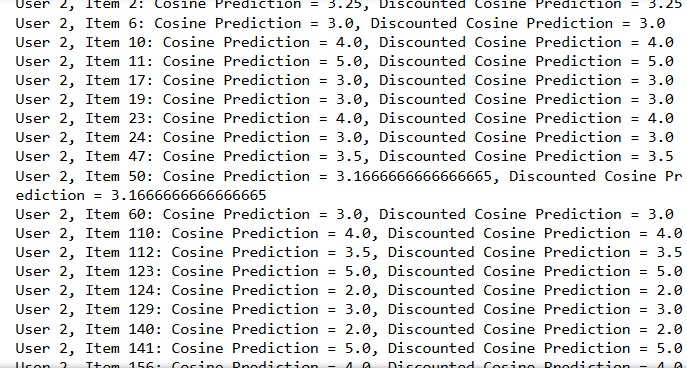 User 2, Item 2: Cosine Prediction = 3.25, Discounted Cosine Prediction = 3.25
User 2, Item 6: Cosine Prediction = 3.0, Discounted Cosine Prediction = 3.0
User 2, Item 10: Cosine Prediction = 4.0, Discounted Cosine Prediction = 4.0
User 2, Item 11: Cosine Prediction = 5.0, Discounted Cosine Prediction = 5.0
User 2, Item 17: Cosine Prediction = 3.0, Discounted Cosine Prediction = 3.0
User 2, Item 19: Cosine Prediction = 3.0, Discounted Cosine Prediction = 3.0
User 2, Item 23: Cosine Prediction = 4.0, Discounted Cosine Prediction = 4.0
User 2, Item 24: Cosine Prediction = 3.0, Discounted Cosine Prediction = 3.0
User 2, Item 47: Cosine Prediction = 3.5, Discounted Cosine Prediction = 3.5
User 2, Item 50: Cosine Prediction = 3.1666666666666665, Discounted Cosine Pr
ediction = 3.1666666666666665
User 2, Item 60: Cosine Prediction = 3.0, Discounted Cosine Prediction = 3.0
User 2, Item 110: Cosine Prediction = 4.0, Discounted Cosine Prediction = 4.0
User 2, Item 112: Cosine Prediction = 3.5, Discounted Cosine Prediction = 3.5
User 2, Item 123: Cosine Prediction = 5.0, Discounted Cosine Prediction = 5.0
User 2, Item 124: Cosine Prediction = 2.0, Discounted Cosine Prediction = 2.0
User 2, Item 129: Cosine Prediction = 3.0, Discounted Cosine Prediction = 3.0
User 2, Item 140: Cosine Prediction = 2.0, Discounted Cosine Prediction = 2.0
User 2, Item 141: Cosine Prediction = 5.0, Discounted Cosine Prediction = 5.0
User 2, Item 156: Cosine Prediction = 4.0, Discounted Cosine Prediction = 4.0